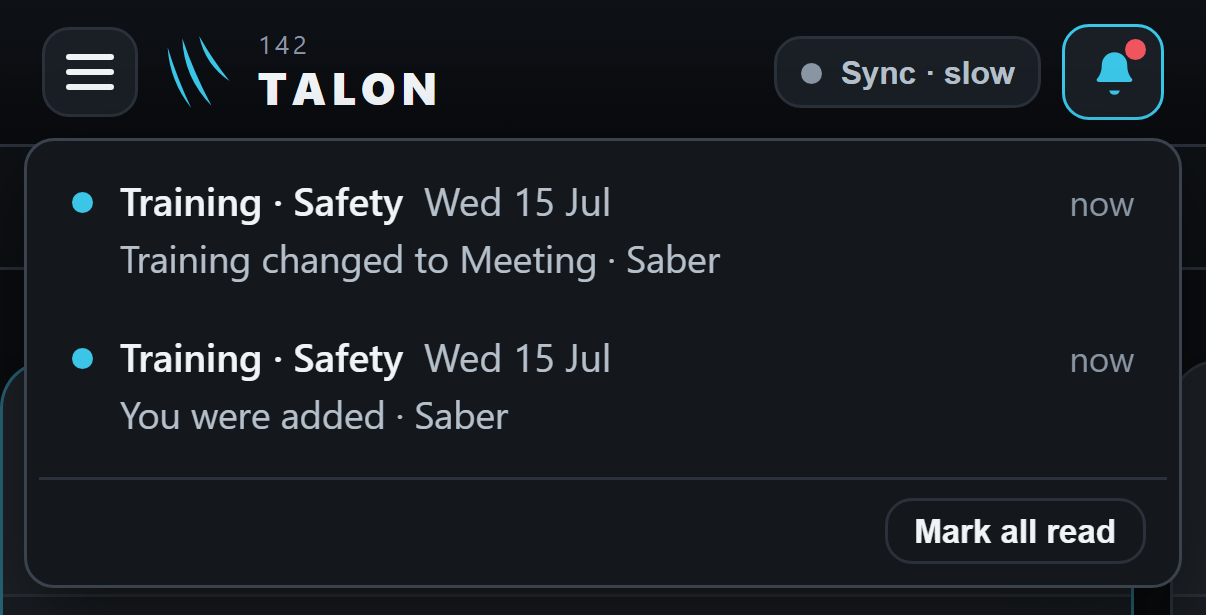 142
TALON
Sync · slow
Training · Safety Wed 15 Jul now
Training changed to Meeting · Saber
Training · Safety Wed 15 Jul now
You were added · Saber
Mark all read